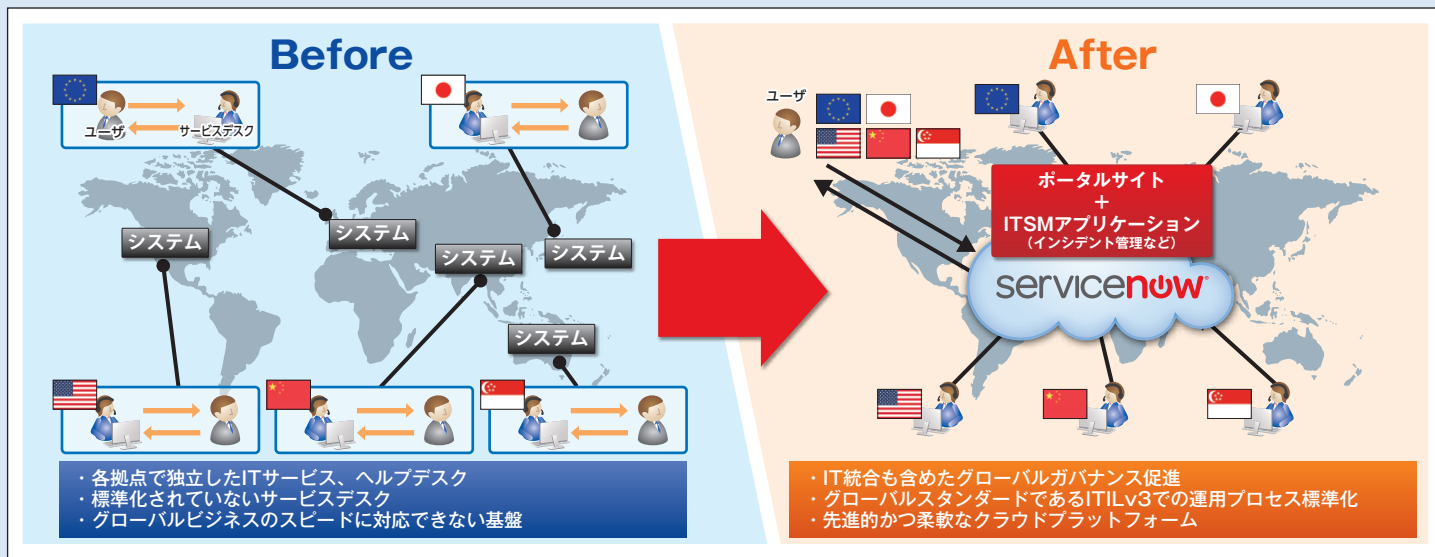 Before
ユーザ
サービスデスク
システム
システム
システム
システム
システム
・各拠点で独立したITサービス、ヘルプデスク
・標準化されていないサービスデスク
・グローバルビジネスのスピードに対応できない基盤
After
ユーザ
ポータルサイト
+
ITSMアプリケーション
(インシデント管理など)
servicenow®
・IT統合も含めたグローバルガバナンス促進
・グローバルスタンダードであるITILv3での運用プロセス標準化
・先進的かつ柔軟なクラウドプラットフォーム